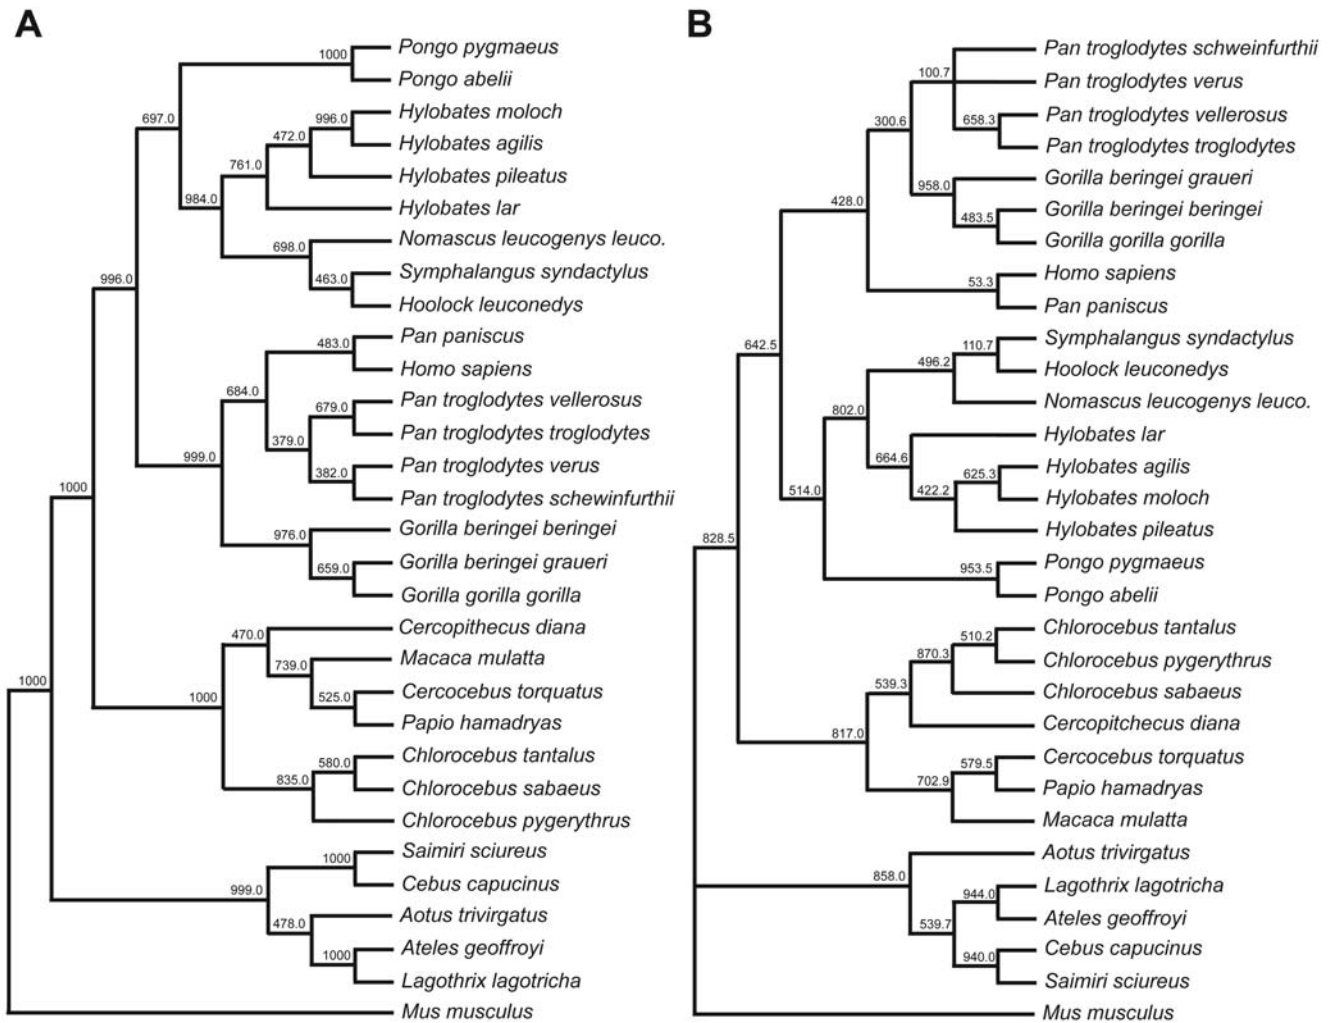 A
1000
Pongo pygmaeus
Pongo abelii
697.0
996.0
Hylobates moloch
472.0
Hylobates agilis
761.0
Hylobates pileatus
984.0
Hylobates lar
698.0
Nomascus leucogenys leuco.
463.0
Symphalangus syndactylus
996.0
Hoolock leuconedys
483.0
Pan paniscus
Homo sapiens
684.0
679.0
Pan troglodytes vellerosus
379.0
Pan troglodytes troglodytes
999.0
382.0
Pan troglodytes verus
Pan troglodytes schewinfurthii
1000
976.0
Gorilla beringei beringei
659.0
Gorilla beringei graueri
Gorilla gorilla gorilla
470.0
Cercopithecus diana
739.0
Macaca mulatta
1000
1000
525.0
Cercocebus torquatus
Papio hamadryas
580.0
Chlorocebus tantalus
835.0
Chlorocebus sabaeus
Chlorocebus pygerythrus
1000
Saimiri sciureus
999.0
Cebus capucinus
478.0
Aotus trivirgatus
1000
Ateles geoffroyi
Lagothrix lagotricha
Mus musculus
B
Pan troglodytes schweinfurthii
100.7
Pan troglodytes verus
300.6
658.3
Pan troglodytes vellerosus
Pan troglodytes troglodytes
958.0
Gorilla beringei graueri
428.0
483.5
Gorilla beringei beringei
Gorilla gorilla gorilla
53.3
Homo sapiens
Pan paniscus
642.5
110.7
Symphalangus syndactylus
496.2
Hoolock leuconedys
802.0
Nomascus leucogenys leuco.
664.6
Hylobates lar
625.3
Hylobates agilis
514.0
422.2
Hylobates moloch
Hylobates pileatus
828.5
953.5
Pongo pygmaeus
Pongo abelii
510.2
Chlorocebus tantalus
870.3
Chlorocebus pygerythrus
539.3
Chlorocebus sabaeus
817.0
Cercopitchecus diana
579.5
Cercocebus torquatus
702.9
Papio hamadryas
Macaca mulatta
858.0
Aotus trivirgatus
944.0
Lagothrix lagotricha
539.7
Ateles geoffroyi
940.0
Cebus capucinus
Saimiri sciureus
Mus musculus